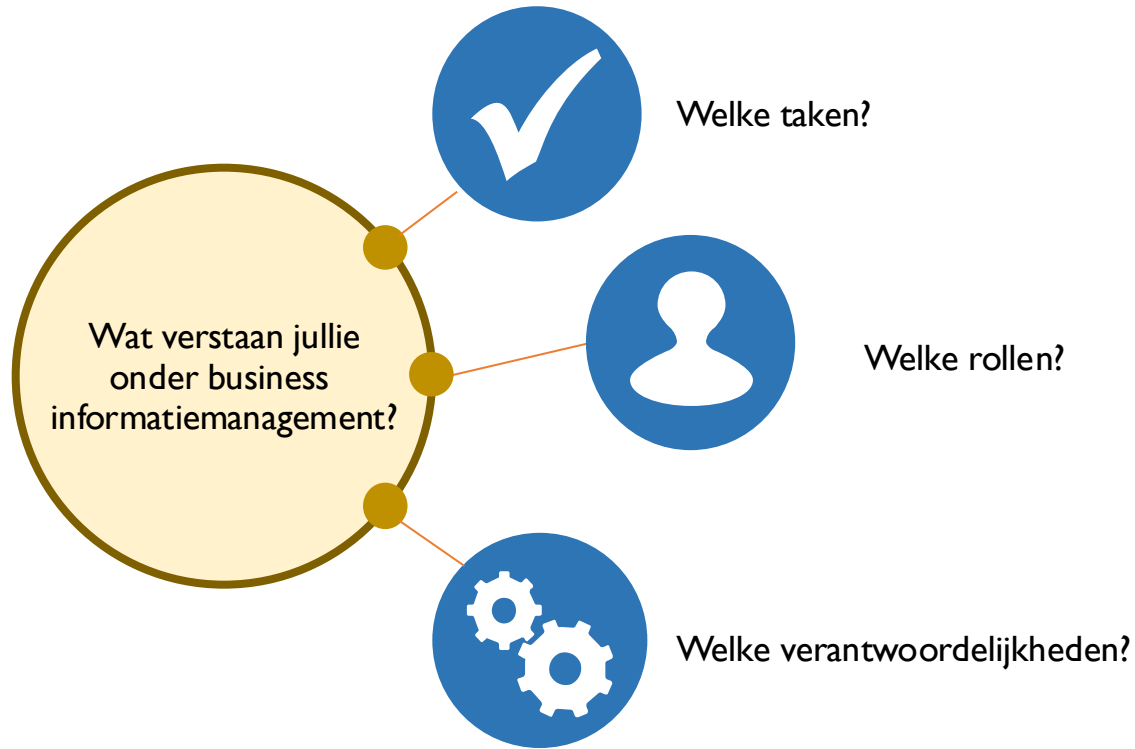 Welke taken?
Wat verstaan jullie
onder business
informatiemanagement?
Welke rollen?
Welke verantwoordelijkheden?